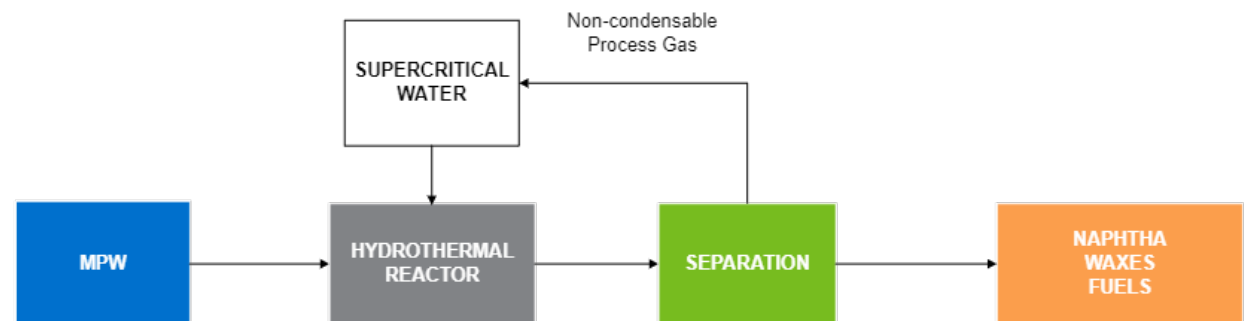 Non-condensable
Process Gas
SUPERCRITICAL
WATER
MPW
HYDROTHERMAL
REACTOR
SEPARATION
NAPHTHA
WAXES
FUELS